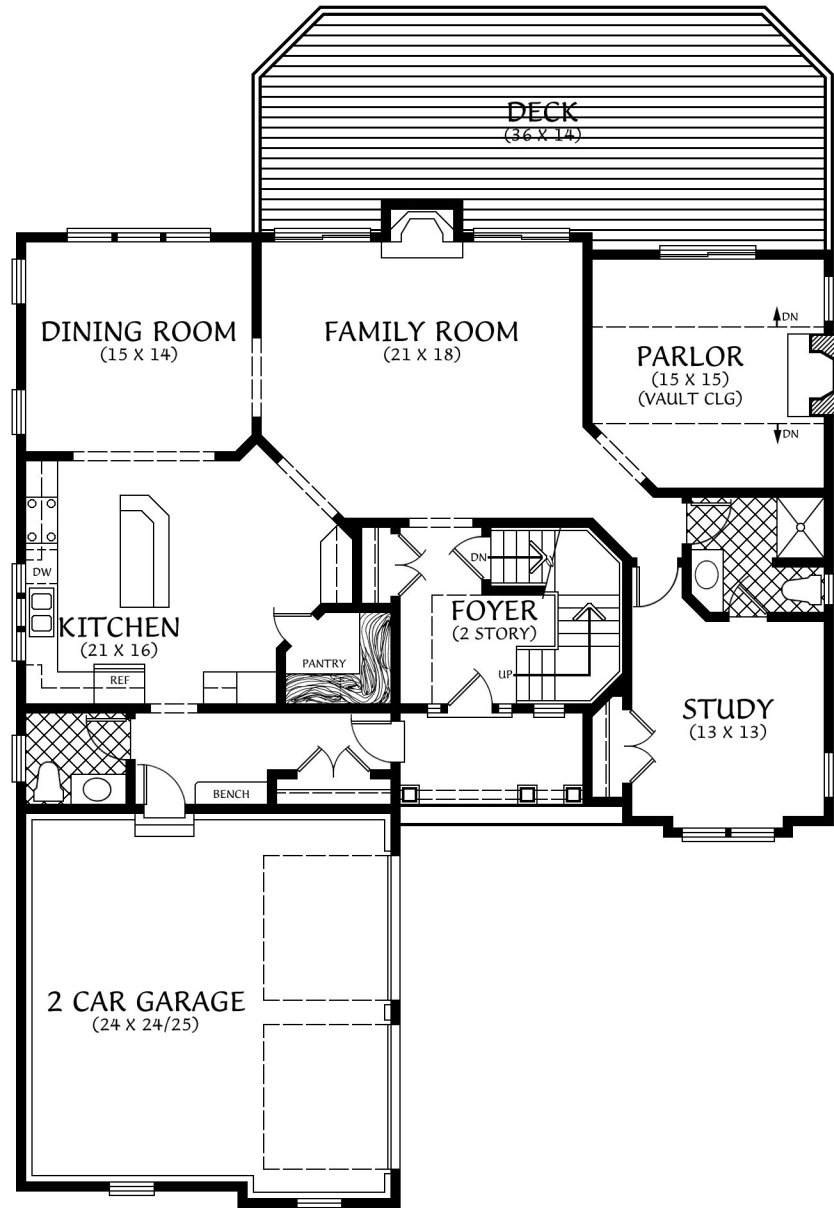 DECK
(36 X 14)
DINING ROOM
(15 X 14)
FAMILY ROOM
(21 X 18)
DN
PARLOR
(15 X 15)
(VAULT CLG)
DN
DW
DN
KITCHEN
(21 X 16)
FOYER
(2 STORY)
PANTRY
REF
UP
STUDY
(13 X 13)
BENCH
2 CAR GARAGE
(24 X 24/25)